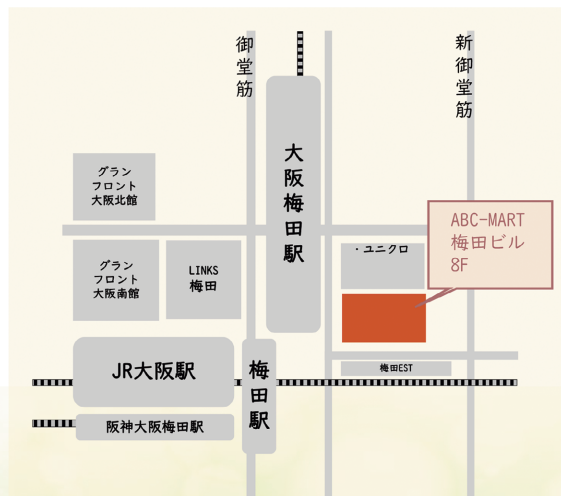 御堂筋
新御堂筋
大阪梅田駅
グラン
フロント
大阪北館
ABC-MART
梅田ビル
8F
・ユニクロ
グラン
フロント
大阪南館
LINKS
梅田
JR大阪駅
梅田駅
梅田EST
阪神大阪梅田駅